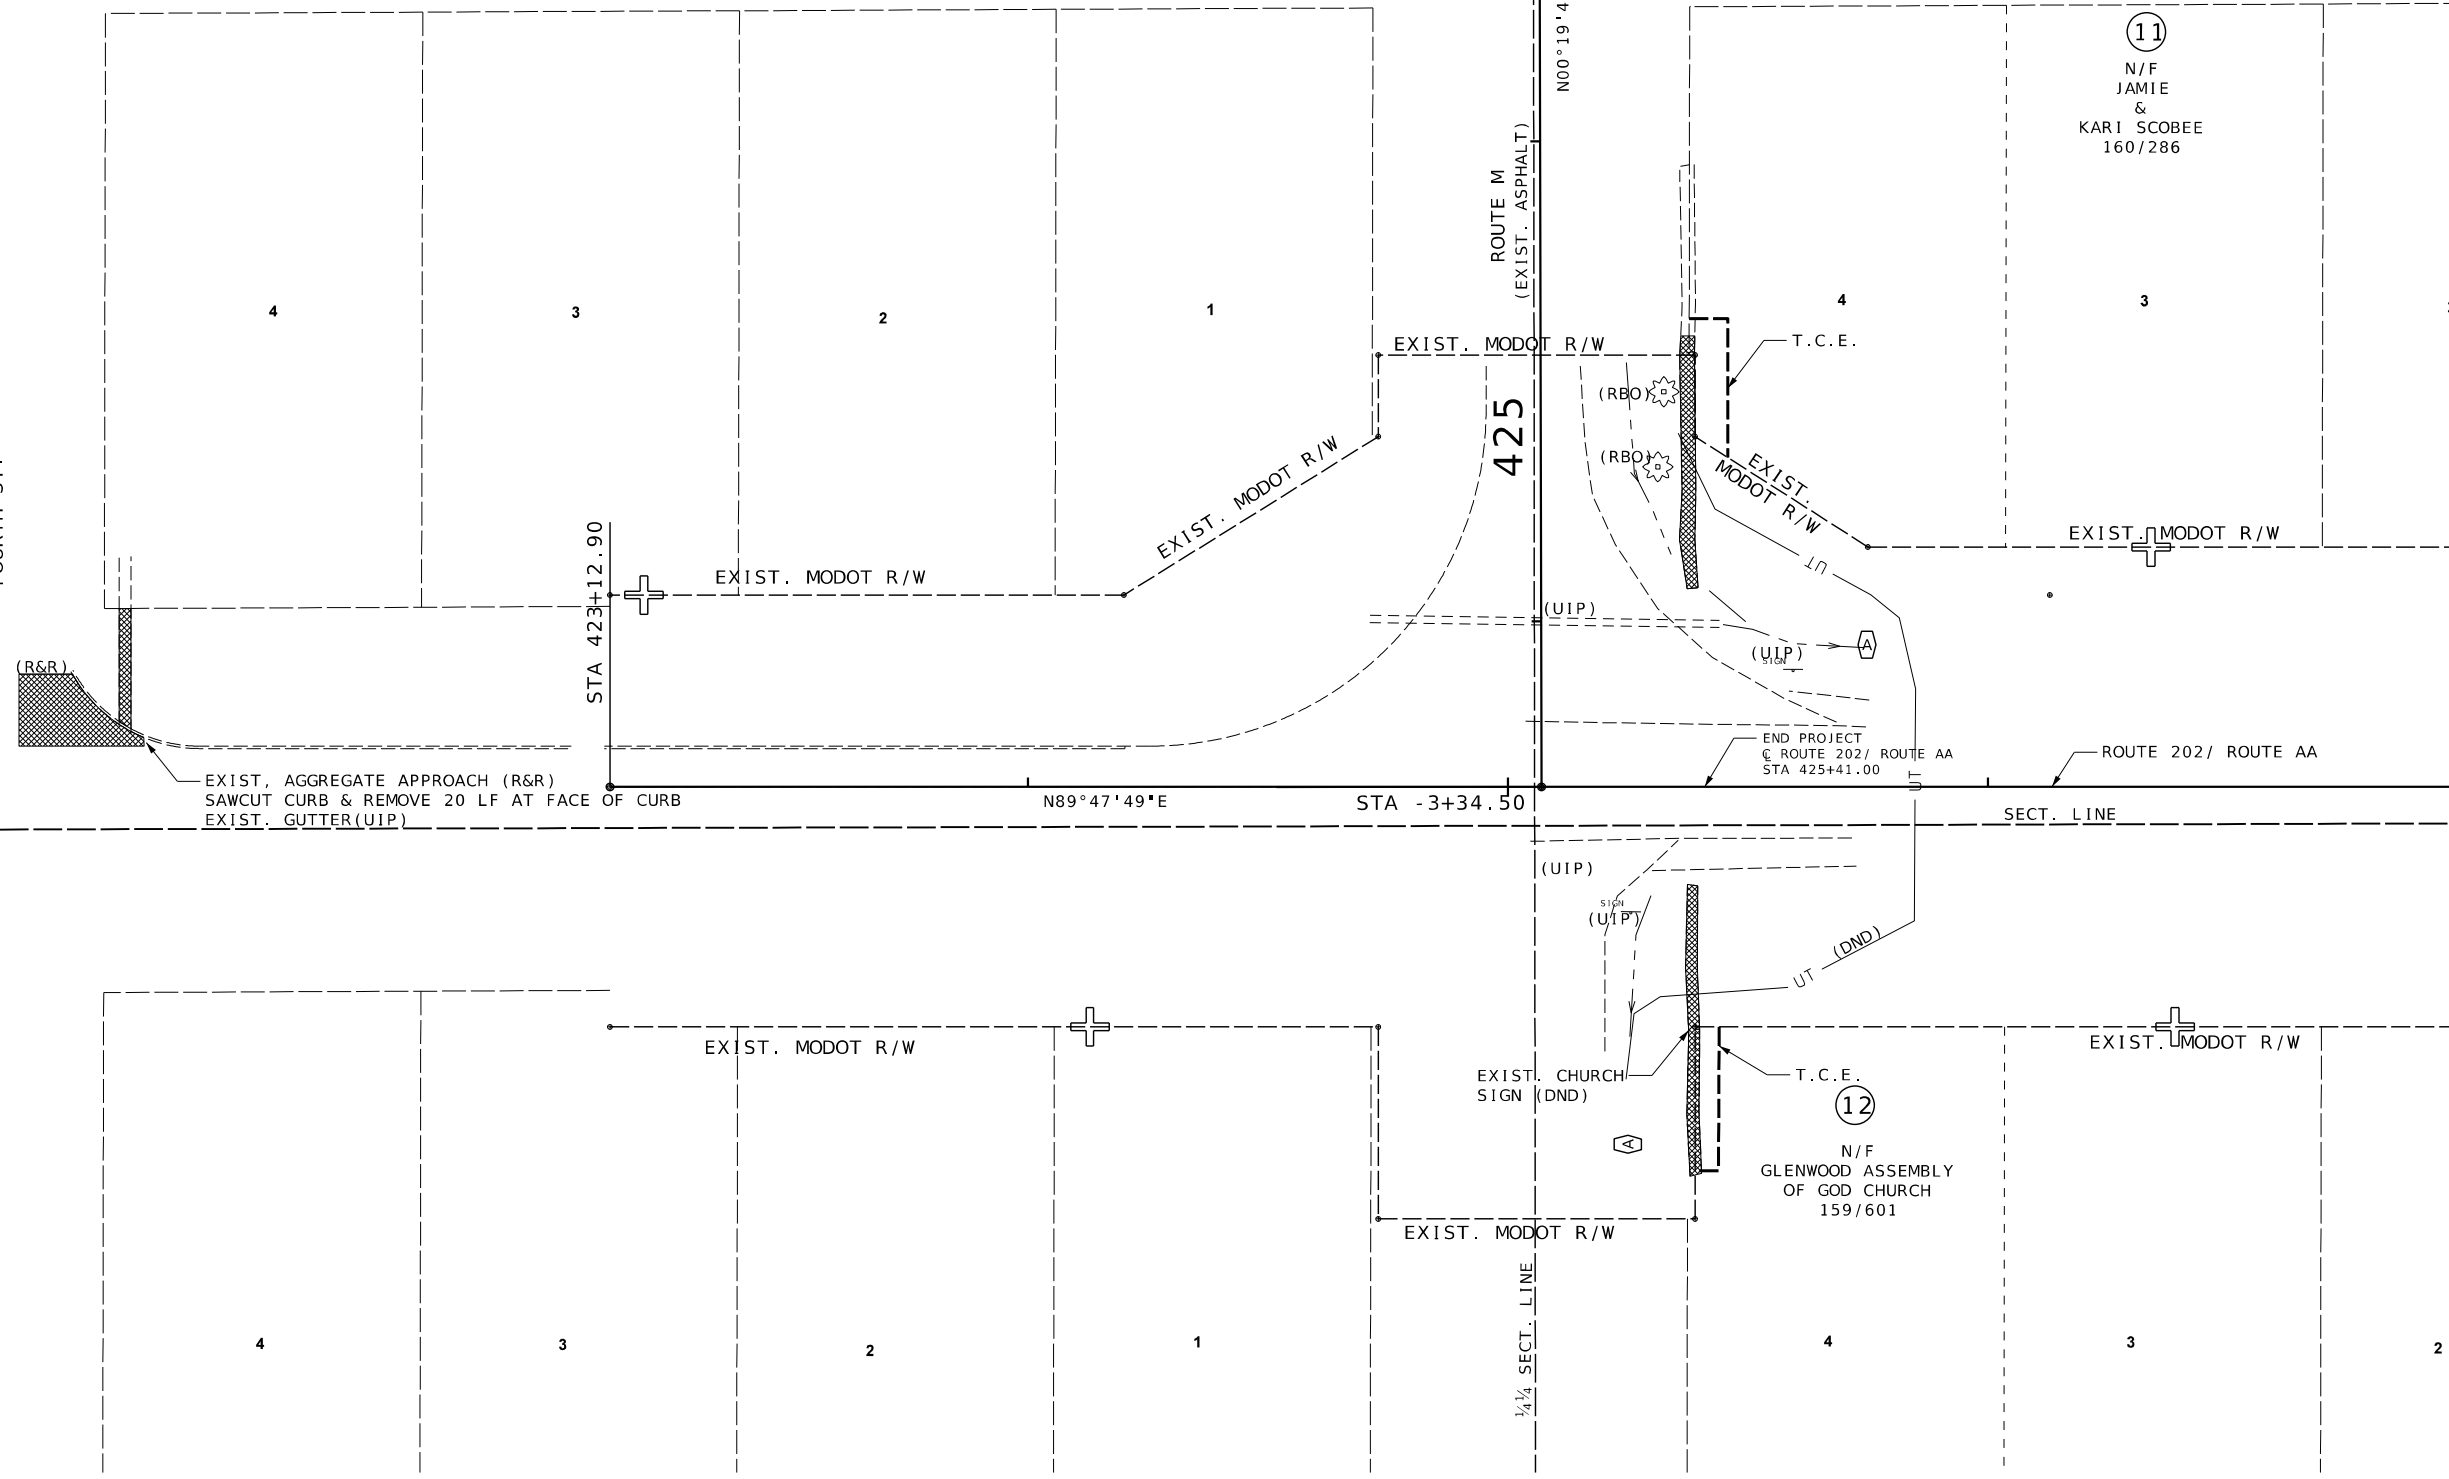 N00°19'4
11
N/F
JAMIE
&
KARI SCOBEE
160/286
ROUTE M
(EXIST. ASPHALT)
4
3
2
1
4
3
T.C.E.
EXIST. MODOT R/W
425
(RBO)
(RBO)
EXIST. MODOT R/W
EXIST.
MODOT R/W
EXIST. MODOT R/W
STA 423+12.90
EXIST. MODOT R/W
UT
(UIP)
A
(UIP)
SIGN
(R&R)
END PROJECT
℄ ROUTE 202/ ROUTE AA
STA 425+41.00
ROUTE 202/ ROUTE AA
UT
EXIST, AGGREGATE APPROACH (R&R)
SAWCUT CURB & REMOVE 20 LF AT FACE OF CURB
EXIST. GUTTER(UIP)
N89°47'49"E
STA -3+34.50
SECT. LINE
(UIP)
SIGN
(UIP)
(DND)
UT
EXIST. MODOT R/W
EXIST. MODOT R/W
EXIST. CHURCH
SIGN (DND)
T.C.E.
12
A
N/F
GLENWOOD ASSEMBLY
OF GOD CHURCH
159/601
EXIST. MODOT R/W
¼¼ SECT. LINE
4
3
2
1
4
3
2